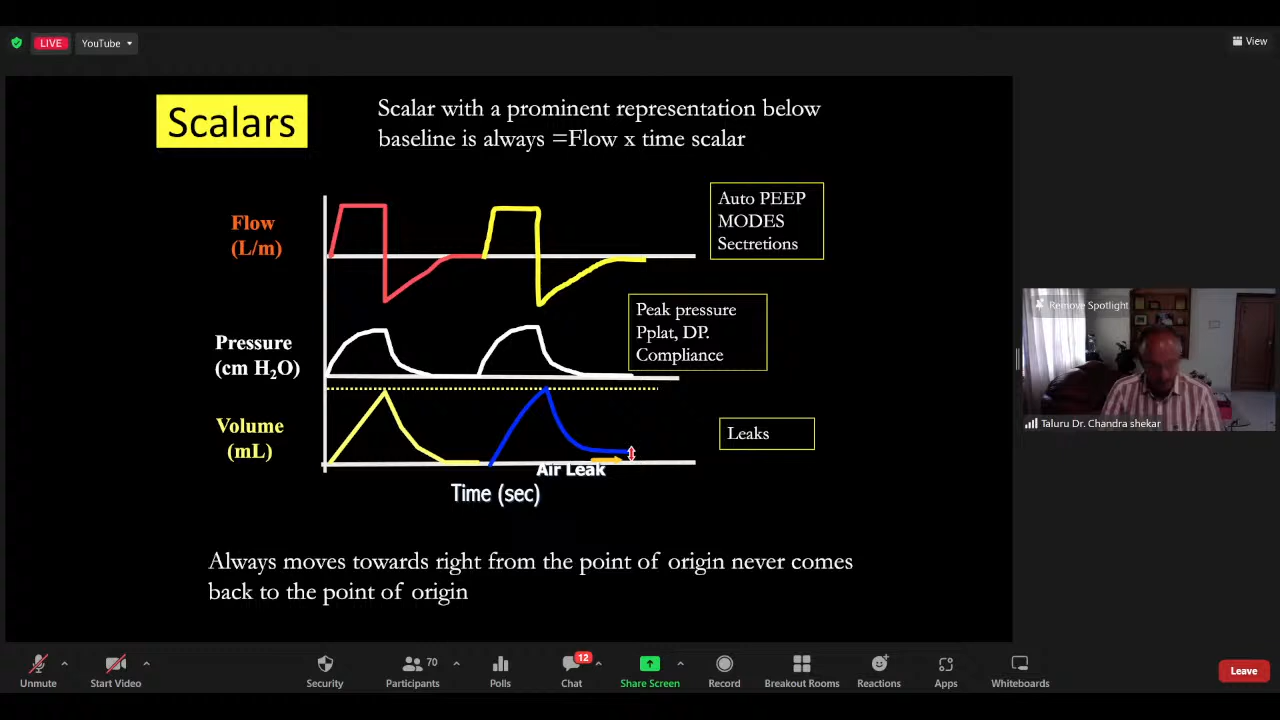 LIVE
YouTube
View
Scalars
Scalar with a prominent representation below
baseline is always =Flow x time scalar
Flow
(L/m)
Auto PEEP
MODES
Sectretions
Peak pressure
Pplat, DP.
Compliance
Pressure
(cm H2O)
Volume
(mL)
Leaks
Air Leak
Time (sec)
Always moves towards right from the point of origin never comes
back to the point of origin
Remove Spotlight
Taluru Dr. Chandra shekar
Unmute
Start Video
Security
70
Participants
Polls
12
Chat
Share Screen
Record
Breakout Rooms
Reactions
Apps
Whiteboards
Leave